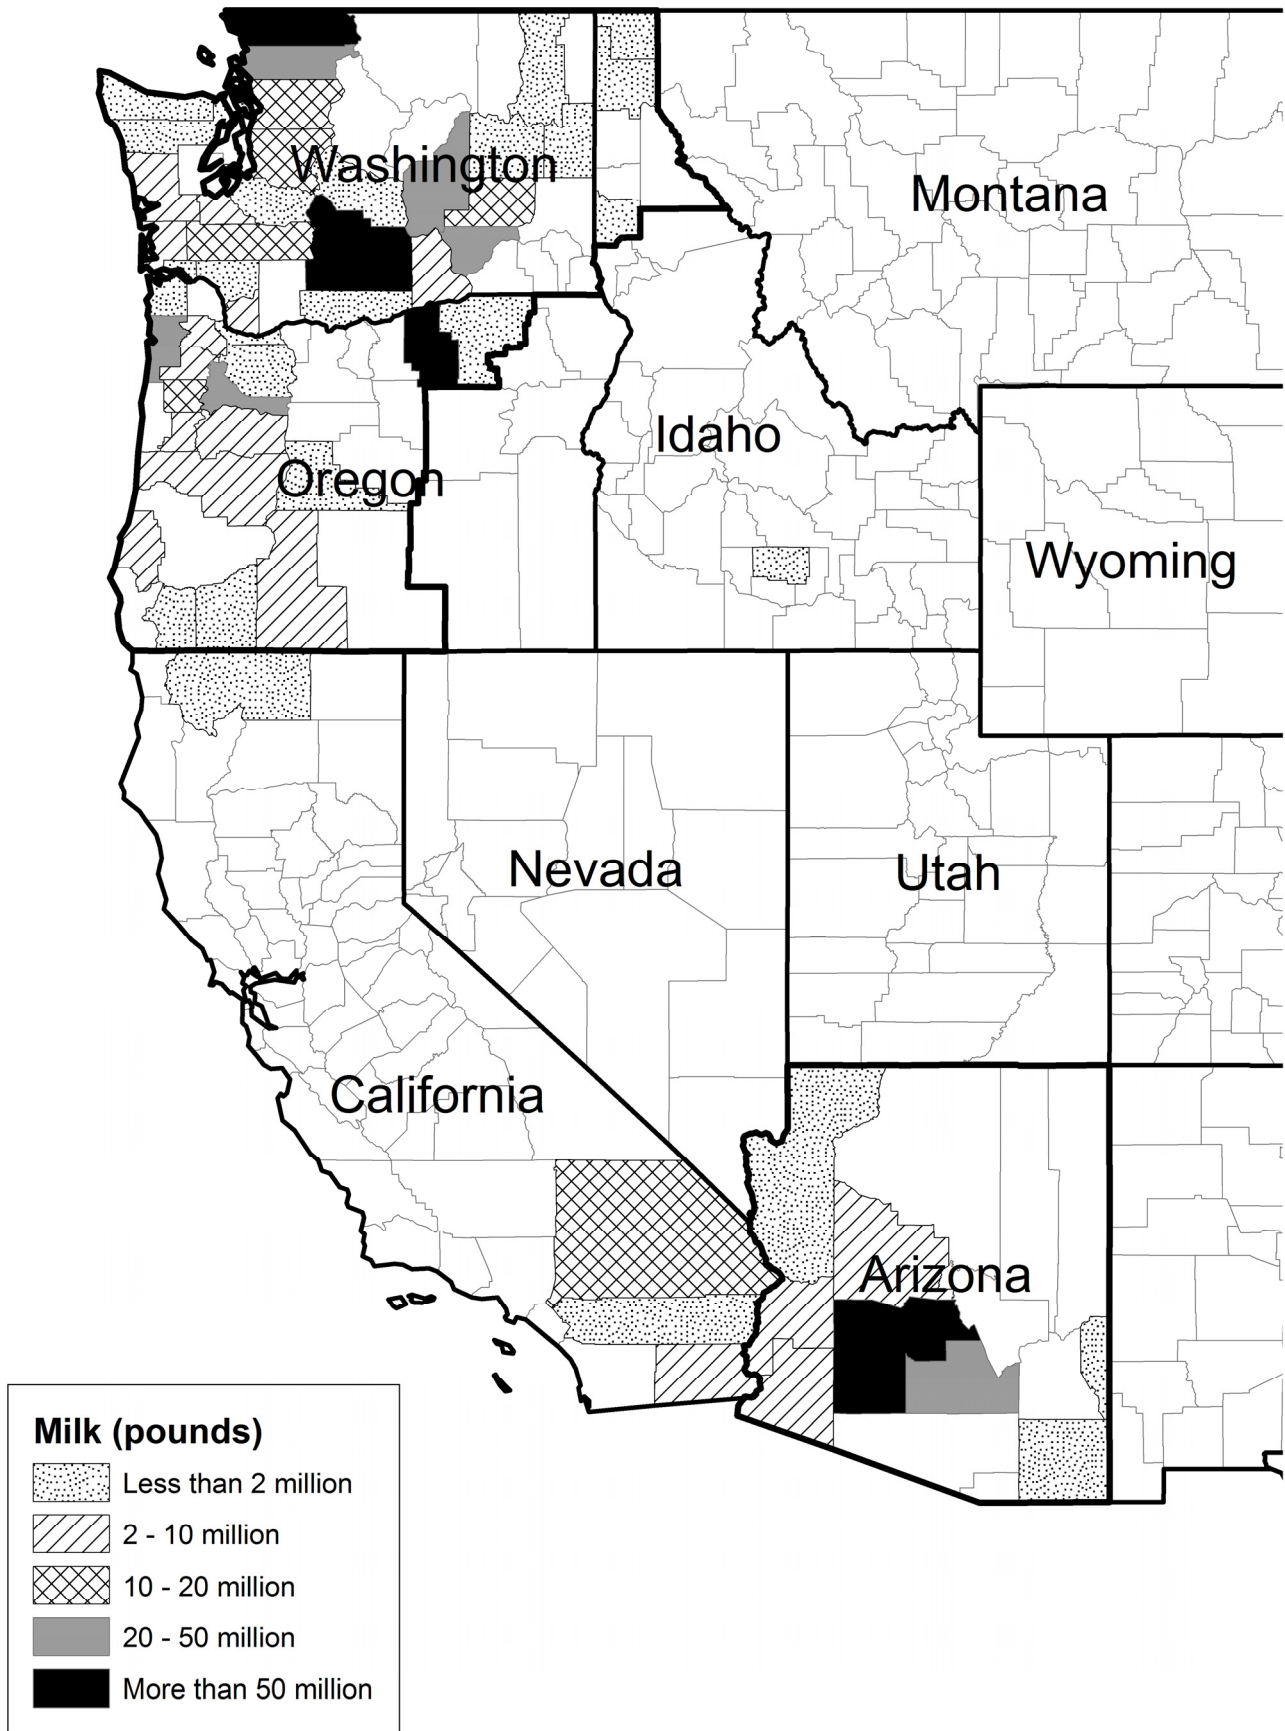 Washington
Montana
Idaho
Oregon
Wyoming
Nevada
Utah
California
Arizona
Milk (pounds)
Less than 2 million
2 - 10 million
10 - 20 million
20 - 50 million
More than 50 million